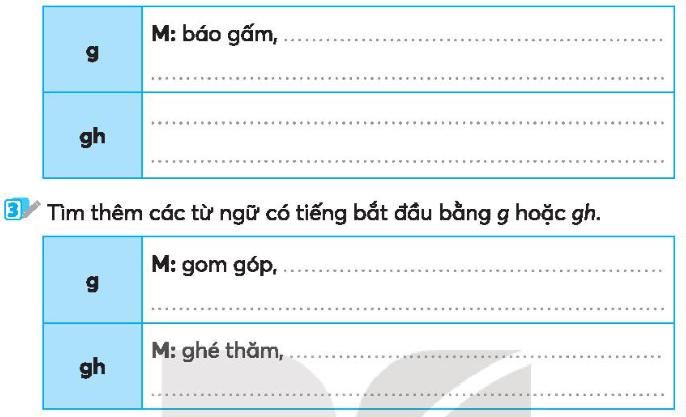 g
M: báo gấm, ........................................................
............................................................................
gh
............................................................................
............................................................................
3 Tìm thêm các từ ngữ có tiếng bắt đầu bằng g hoặc gh.
g
M: gom góp, ........................................................
............................................................................
gh
M: ghé thăm, .......................................................
............................................................................